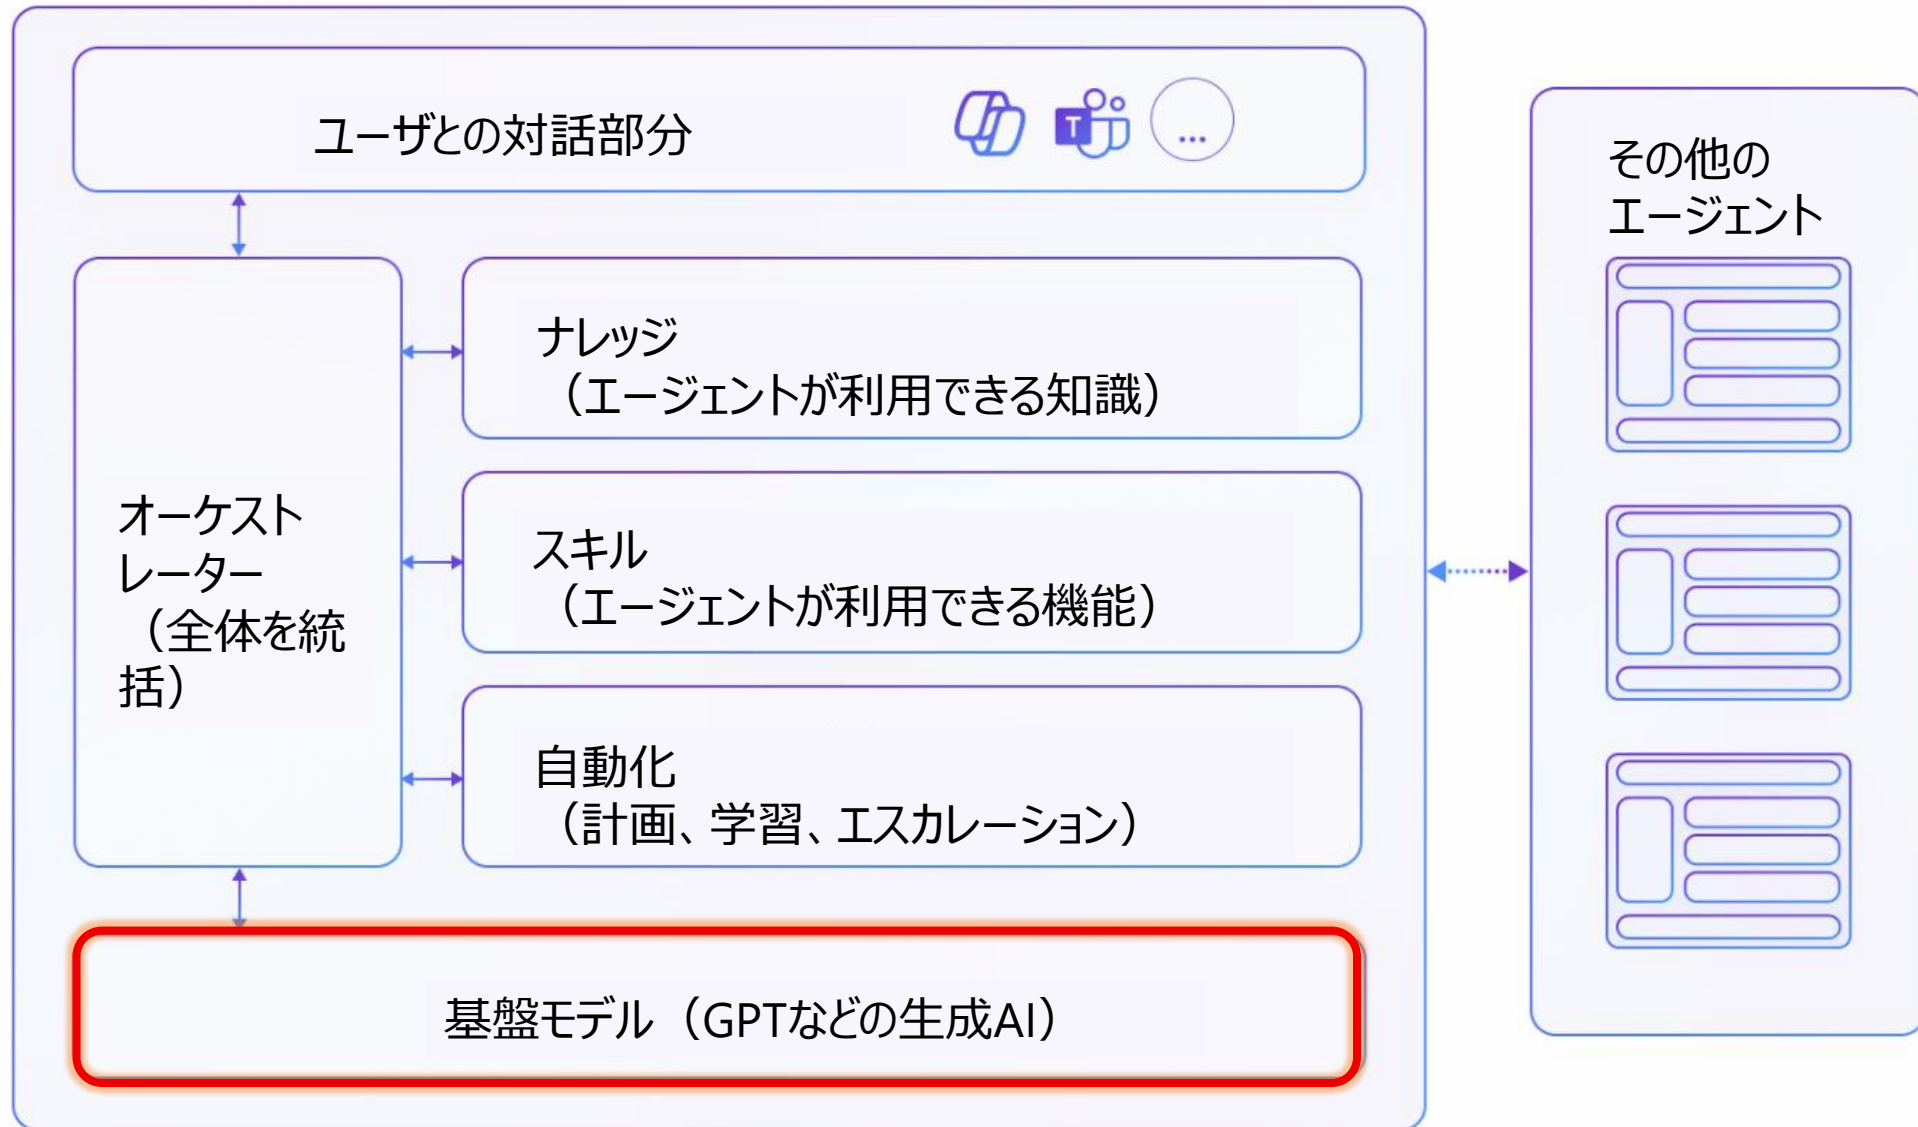 ユーザとの対話部分
T
...
その他の
エージェント
ナレッジ
（エージェントが利用できる知識）
オーケスト
レーター
（全体を統
括）
スキル
（エージェントが利用できる機能）
自動化
（計画、学習、エスカレーション）
基盤モデル（GPTなどの生成AI）